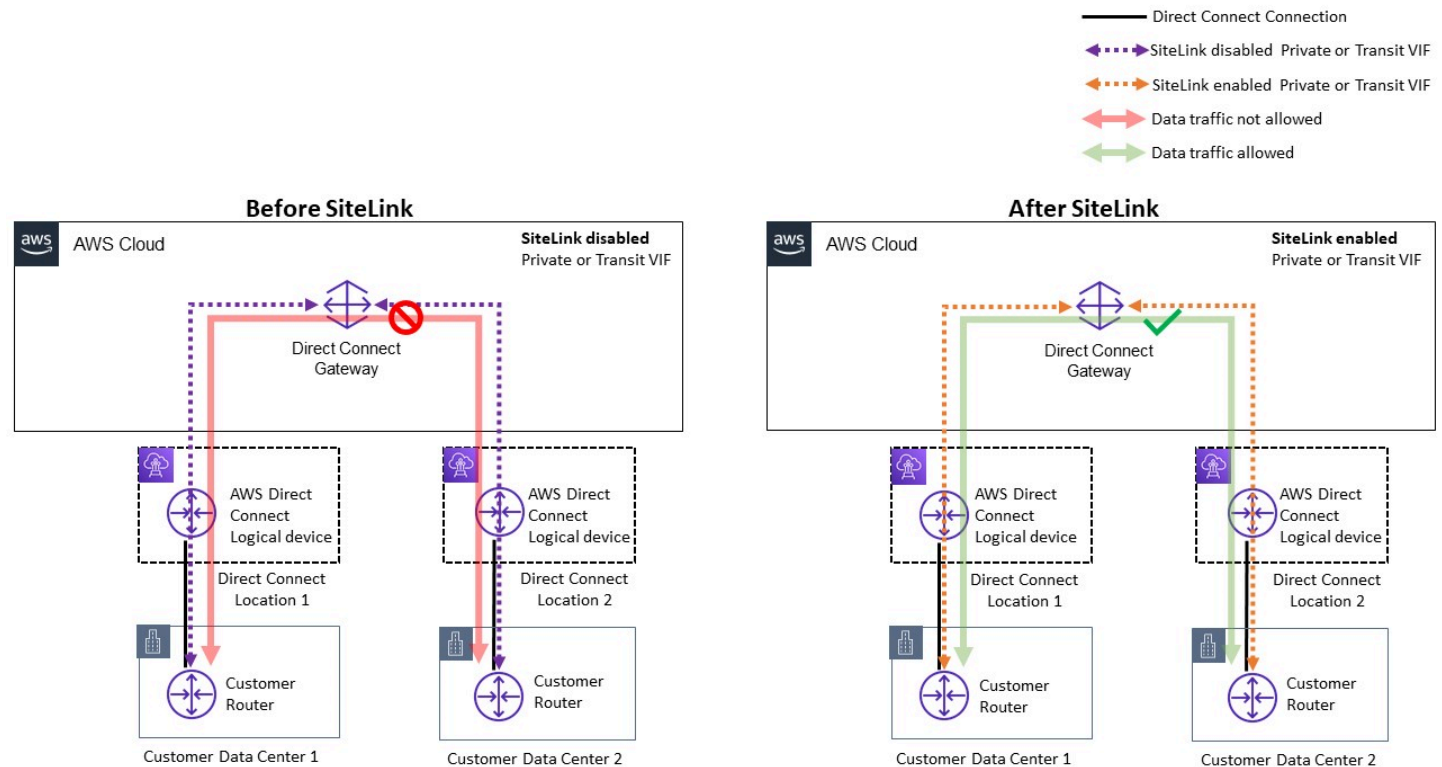 Direct Connect Connection
SiteLink disabled Private or Transit VIF
SiteLink enabled Private or Transit VIF
Data traffic not allowed
Data traffic allowed
Before SiteLink
aws
AWS Cloud
SiteLink disabled
Private or Transit VIF
Direct Connect
Gateway
AWS Direct
Connect
Logical device
Direct Connect
Location 1
Customer
Router
Customer Data Center 1
AWS Direct
Connect
Logical device
Direct Connect
Location 2
Customer
Router
Customer Data Center 2
After SiteLink
aws
AWS Cloud
SiteLink enabled
Private or Transit VIF
Direct Connect
Gateway
AWS Direct
Connect
Logical device
Direct Connect
Location 1
Customer
Router
Customer Data Center 1
AWS Direct
Connect
Logical device
Direct Connect
Location 2
Customer
Router
Customer Data Center 2